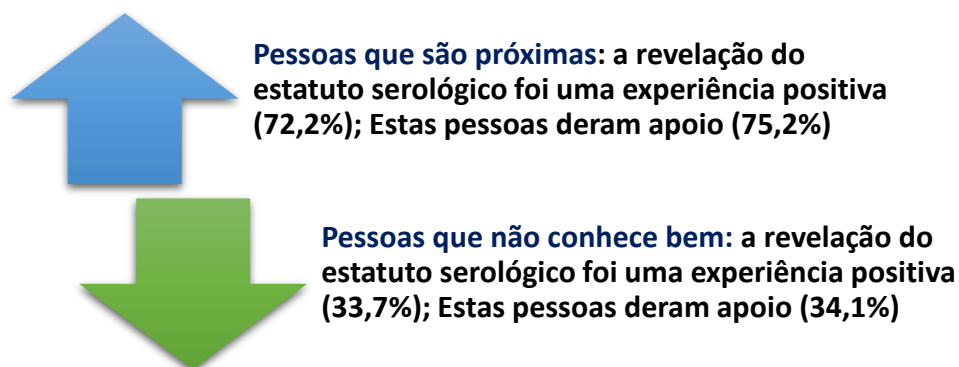 Pessoas que são próximas: a revelação do
estatuto serológico foi uma experiência positiva
(72,2%); Estas pessoas deram apoio (75,2%)
Pessoas que não conhece bem: a revelação do
estatuto serológico foi uma experiência positiva
(33,7%); Estas pessoas deram apoio (34,1%)